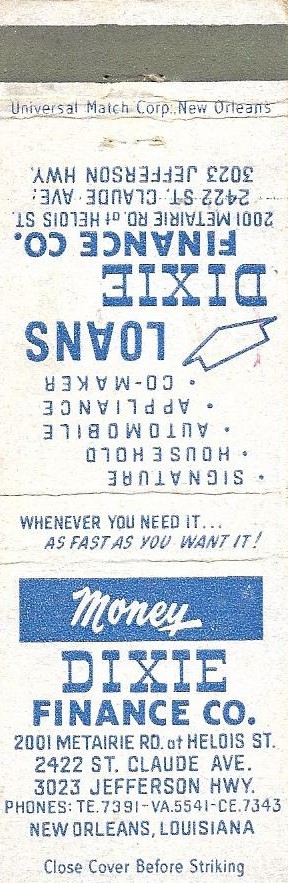 Universal Match Corp. New Orleans
• SIGNATURE
• HOUSEHOLD
• AUTOMOBILE
• APPLIANCE
• CO-MAKER
LOANS
DIXIE
FINANCE CO.
2001 METAIRIE RD. at HELOIS ST.
2422 ST. CLAUDE AVE.
3023 JEFFERSON HWY.
WHENEVER YOU NEED IT...
AS FAST AS YOU WANT IT!
Money
DIXIE
FINANCE CO.
2001 METAIRIE RD. at HELOIS ST.
2422 ST. CLAUDE AVE.
3023 JEFFERSON HWY.
PHONES: TE.7391-VA.5541-CE.7343
NEW ORLEANS, LOUISIANA
Close Cover Before Striking